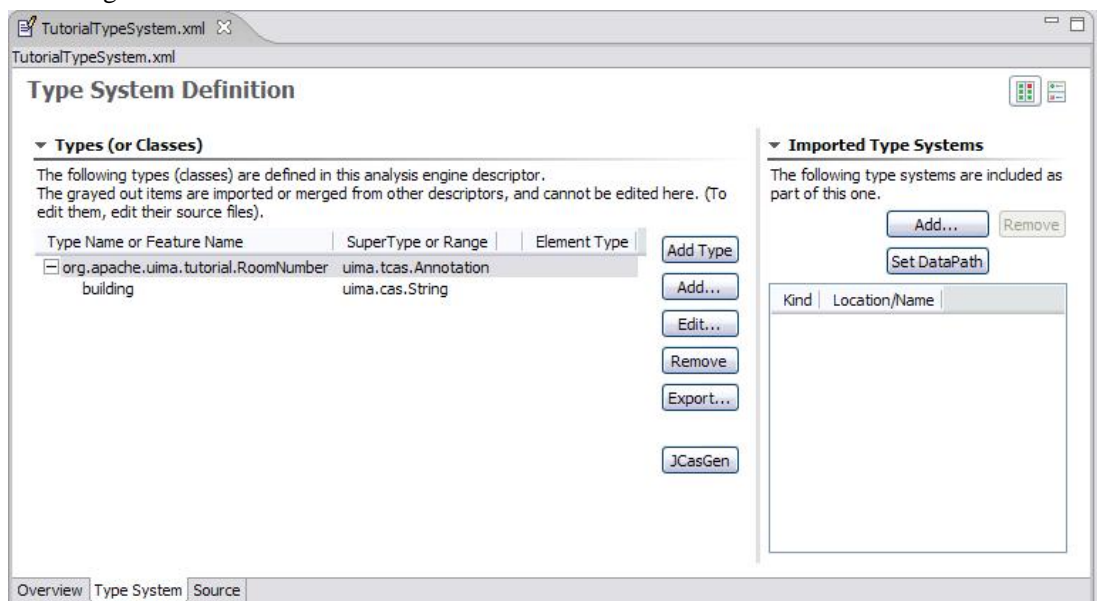 TutorialTypeSystem.xml
TutorialTypeSystem.xml
Type System Definition
Types (or Classes)
The following types (classes) are defined in this analysis engine descriptor.
The grayed out items are imported or merged from other descriptors, and cannot be edited here. (To
edit them, edit their source files).
Type Name or Feature Name SuperType or Range Element Type
org.apache.uima.tutorial.RoomNumber uima.tcas.Annotation
building uima.cas.String
Add Type
Add...
Edit...
Remove
Export...
JCasGen
Imported Type Systems
The following type systems are included as
part of this one.
Add... Remove
Set DataPath
Kind Location/Name
Overview Type System Source